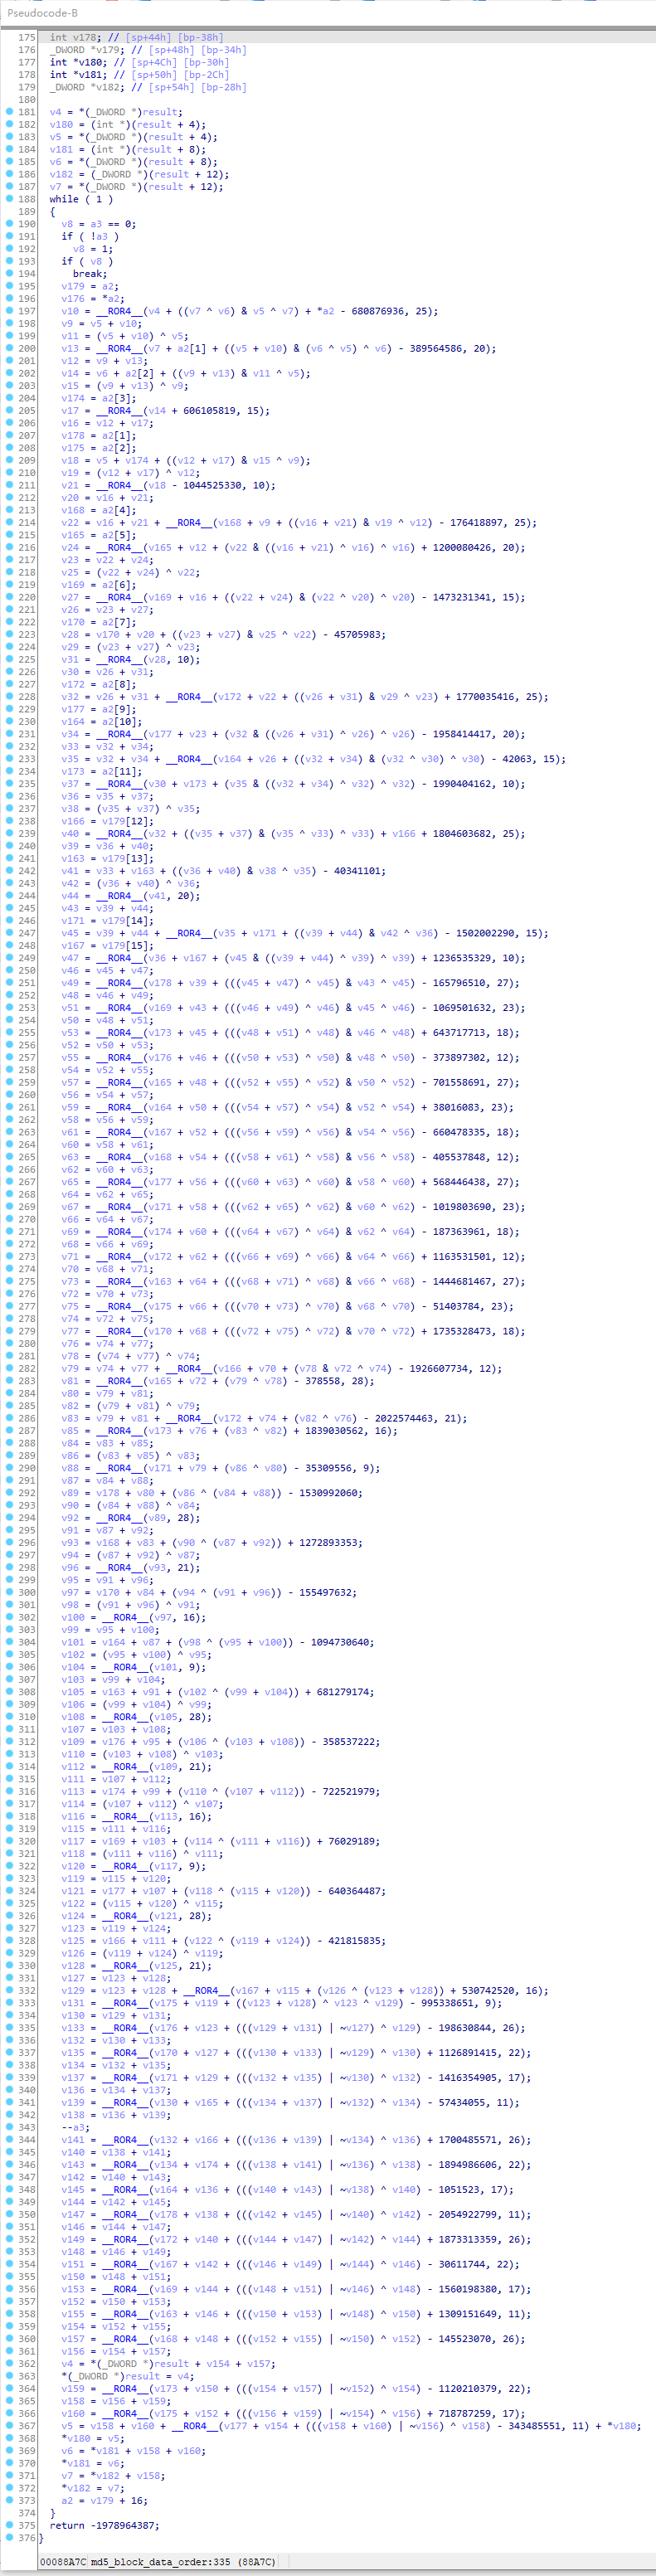 Pseudocode-B
175 int v178; // [sp+44h] [bp-38h]
176 _DWORD *v179; // [sp+48h] [bp-34h]
177 int *v180; // [sp+4Ch] [bp-30h]
178 int *v181; // [sp+50h] [bp-2Ch]
179 _DWORD *v182; // [sp+54h] [bp-28h]
180
181 v4 = *(_DWORD *)result;
182 v180 = (int *)(result + 4);
183 v5 = *(_DWORD *)(result + 4);
184 v181 = (int *)(result + 8);
185 v6 = *(_DWORD *)(result + 8);
186 v182 = (_DWORD *)(result + 12);
187 v7 = *(_DWORD *)(result + 12);
188 while ( 1 )
189 {
190 v8 = a3 == 0;
191 if ( !a3 )
192 v8 = 1;
193 if ( v8 )
194 break;
195 v179 = a2;
196 v176 = *a2;
197 v10 = __ROR4__(v4 + ((v7 ^ v6) & v5 ^ v7) + *a2 - 680876936, 25);
198 v9 = v5 + v10;
199 v11 = (v5 + v10) ^ v5;
200 v13 = __ROR4__(v7 + a2[1] + ((v5 + v10) & (v6 ^ v5) ^ v6) - 389564586, 20);
201 v12 = v9 + v13;
202 v14 = v6 + a2[2] + ((v9 + v13) & v11 ^ v5);
203 v15 = (v9 + v13) ^ v9;
204 v174 = a2[3];
205 v17 = __ROR4__(v14 + 606105819, 15);
206 v16 = v12 + v17;
207 v178 = a2[1];
208 v175 = a2[2];
209 v18 = v5 + v174 + ((v12 + v17) & v15 ^ v9);
210 v19 = (v12 + v17) ^ v12;
211 v21 = __ROR4__(v18 - 1044525330, 10);
212 v20 = v16 + v21;
213 v168 = a2[4];
214 v22 = v16 + v21 + __ROR4__(v168 + v9 + ((v16 + v21) & v19 ^ v12) - 176418897, 25);
215 v165 = a2[5];
216 v24 = __ROR4__(v165 + v12 + (v22 & ((v16 + v21) ^ v16) ^ v16) + 1200080426, 20);
217 v23 = v22 + v24;
218 v25 = (v22 + v24) ^ v22;
219 v169 = a2[6];
220 v27 = __ROR4__(v169 + v16 + ((v22 + v24) & (v22 ^ v20) ^ v20) - 1473231341, 15);
221 v26 = v23 + v27;
222 v170 = a2[7];
223 v28 = v170 + v20 + ((v23 + v27) & v25 ^ v22) - 45705983;
224 v29 = (v23 + v27) ^ v23;
225 v31 = __ROR4__(v28, 10);
226 v30 = v26 + v31;
227 v172 = a2[8];
228 v32 = v26 + v31 + __ROR4__(v172 + v22 + ((v26 + v31) & v29 ^ v23) + 1770035416, 25);
229 v177 = a2[9];
230 v164 = a2[10];
231 v34 = __ROR4__(v177 + v23 + (v32 & ((v26 + v31) ^ v26) ^ v26) - 1958414417, 20);
232 v33 = v32 + v34;
233 v35 = v32 + v34 + __ROR4__(v164 + v26 + ((v32 + v34) & (v32 ^ v30) ^ v30) - 42063, 15);
234 v173 = a2[11];
235 v37 = __ROR4__(v30 + v173 + (v35 & ((v32 + v34) ^ v32) ^ v32) - 1990404162, 10);
236 v36 = v35 + v37;
237 v38 = (v35 + v37) ^ v35;
238 v166 = v179[12];
239 v40 = __ROR4__(v32 + ((v35 + v37) & (v35 ^ v33) ^ v33) + v166 + 1804603682, 25);
240 v39 = v36 + v40;
241 v163 = v179[13];
242 v41 = v33 + v163 + ((v36 + v40) & v38 ^ v35) - 40341101;
243 v42 = (v36 + v40) ^ v36;
244 v44 = __ROR4__(v41, 20);
245 v43 = v39 + v44;
246 v171 = v179[14];
247 v45 = v39 + v44 + __ROR4__(v35 + v171 + ((v39 + v44) & v42 ^ v36) - 1502002290, 15);
248 v167 = v179[15];
249 v47 = __ROR4__(v36 + v167 + (v45 & ((v39 + v44) ^ v39) ^ v39) + 1236535329, 10);
250 v46 = v45 + v47;
251 v49 = __ROR4__(v178 + v39 + (((v45 + v47) ^ v45) & v43 ^ v45) - 165796510, 27);
252 v48 = v46 + v49;
253 v51 = __ROR4__(v169 + v43 + (((v46 + v49) ^ v46) & v45 ^ v46) - 1069501632, 23);
254 v50 = v48 + v51;
255 v53 = __ROR4__(v173 + v45 + (((v48 + v51) ^ v48) & v46 ^ v48) + 643717713, 18);
256 v52 = v50 + v53;
257 v55 = __ROR4__(v176 + v46 + (((v50 + v53) ^ v50) & v48 ^ v50) - 373897302, 12);
258 v54 = v52 + v55;
259 v57 = __ROR4__(v165 + v48 + (((v52 + v55) ^ v52) & v50 ^ v52) - 701558691, 27);
260 v56 = v54 + v57;
261 v59 = __ROR4__(v164 + v50 + (((v54 + v57) ^ v54) & v52 ^ v54) + 38016083, 23);
262 v58 = v56 + v59;
263 v61 = __ROR4__(v167 + v52 + (((v56 + v59) ^ v56) & v54 ^ v56) - 660478335, 18);
264 v60 = v58 + v61;
265 v63 = __ROR4__(v168 + v54 + (((v58 + v61) ^ v58) & v56 ^ v58) - 405537848, 12);
266 v62 = v60 + v63;
267 v65 = __ROR4__(v177 + v56 + (((v60 + v63) ^ v60) & v58 ^ v60) + 568446438, 27);
268 v64 = v62 + v65;
269 v67 = __ROR4__(v171 + v58 + (((v62 + v65) ^ v62) & v60 ^ v62) - 1019803690, 23);
270 v66 = v64 + v67;
271 v69 = __ROR4__(v174 + v60 + (((v64 + v67) ^ v64) & v62 ^ v64) - 187363961, 18);
272 v68 = v66 + v69;
273 v71 = __ROR4__(v172 + v62 + (((v66 + v69) ^ v66) & v64 ^ v66) + 1163531501, 12);
274 v70 = v68 + v71;
275 v73 = __ROR4__(v163 + v64 + (((v68 + v71) ^ v68) & v66 ^ v68) - 1444681467, 27);
276 v72 = v70 + v73;
277 v75 = __ROR4__(v175 + v66 + (((v70 + v73) ^ v70) & v68 ^ v70) - 51403784, 23);
278 v74 = v72 + v75;
279 v77 = __ROR4__(v170 + v68 + (((v72 + v75) ^ v72) & v70 ^ v72) + 1735328473, 18);
280 v76 = v74 + v77;
281 v78 = (v74 + v77) ^ v74;
282 v79 = v74 + v77 + __ROR4__(v166 + v70 + (v78 & v72 ^ v74) - 1926607734, 12);
283 v81 = __ROR4__(v165 + v72 + (v79 ^ v78) - 378558, 28);
284 v80 = v79 + v81;
285 v82 = (v79 + v81) ^ v79;
286 v83 = v79 + v81 + __ROR4__(v172 + v74 + (v82 ^ v76) - 2022574463, 21);
287 v85 = __ROR4__(v173 + v76 + (v83 ^ v82) + 1839030562, 16);
288 v84 = v83 + v85;
289 v86 = (v83 + v85) ^ v83;
290 v88 = __ROR4__(v171 + v79 + (v86 ^ v80) - 35309556, 9);
291 v87 = v84 + v88;
292 v89 = v178 + v80 + (v86 ^ (v84 + v88)) - 1530992060;
293 v90 = (v84 + v88) ^ v84;
294 v92 = __ROR4__(v89, 28);
295 v91 = v87 + v92;
296 v93 = v168 + v83 + (v90 ^ (v87 + v92)) + 1272893353;
297 v94 = (v87 + v92) ^ v87;
298 v96 = __ROR4__(v93, 21);
299 v95 = v91 + v96;
300 v97 = v170 + v84 + (v94 ^ (v91 + v96)) - 155497632;
301 v98 = (v91 + v96) ^ v91;
302 v100 = __ROR4__(v97, 16);
303 v99 = v95 + v100;
304 v101 = v164 + v87 + (v98 ^ (v95 + v100)) - 1094730640;
305 v102 = (v95 + v100) ^ v95;
306 v104 = __ROR4__(v101, 9);
307 v103 = v99 + v104;
308 v105 = v163 + v91 + (v102 ^ (v99 + v104)) + 681279174;
309 v106 = (v99 + v104) ^ v99;
310 v108 = __ROR4__(v105, 28);
311 v107 = v103 + v108;
312 v109 = v176 + v95 + (v106 ^ (v103 + v108)) - 358537222;
313 v110 = (v103 + v108) ^ v103;
314 v112 = __ROR4__(v109, 21);
315 v111 = v107 + v112;
316 v113 = v174 + v99 + (v110 ^ (v107 + v112)) - 722521979;
317 v114 = (v107 + v112) ^ v107;
318 v116 = __ROR4__(v113, 16);
319 v115 = v111 + v116;
320 v117 = v169 + v103 + (v114 ^ (v111 + v116)) + 76029189;
321 v118 = (v111 + v116) ^ v111;
322 v120 = __ROR4__(v117, 9);
323 v119 = v115 + v120;
324 v121 = v177 + v107 + (v118 ^ (v115 + v120)) - 640364487;
325 v122 = (v115 + v120) ^ v115;
326 v124 = __ROR4__(v121, 28);
327 v123 = v119 + v124;
328 v125 = v166 + v111 + (v122 ^ (v119 + v124)) - 421815835;
329 v126 = (v119 + v124) ^ v119;
330 v128 = __ROR4__(v125, 21);
331 v127 = v123 + v128;
332 v129 = v123 + v128 + __ROR4__(v167 + v115 + (v126 ^ (v123 + v128)) + 530742520, 16);
333 v131 = __ROR4__(v175 + v119 + ((v123 + v128) ^ v123 ^ v129) - 995338651, 9);
334 v130 = v129 + v131;
335 v133 = __ROR4__(v176 + v123 + (((v129 + v131) | ~v127) ^ v129) - 198630844, 26);
336 v132 = v130 + v133;
337 v135 = __ROR4__(v170 + v127 + (((v130 + v133) | ~v129) ^ v130) + 1126891415, 22);
338 v134 = v132 + v135;
339 v137 = __ROR4__(v171 + v129 + (((v132 + v135) | ~v130) ^ v132) - 1416354905, 17);
340 v136 = v134 + v137;
341 v139 = __ROR4__(v130 + v165 + (((v134 + v137) | ~v132) ^ v134) - 57434055, 11);
342 v138 = v136 + v139;
343 --a3;
344 v141 = __ROR4__(v132 + v166 + (((v136 + v139) | ~v134) ^ v136) + 1700485571, 26);
345 v140 = v138 + v141;
346 v143 = __ROR4__(v134 + v174 + (((v138 + v141) | ~v136) ^ v138) - 1894986606, 22);
347 v142 = v140 + v143;
348 v145 = __ROR4__(v164 + v136 + (((v140 + v143) | ~v138) ^ v140) - 1051523, 17);
349 v144 = v142 + v145;
350 v147 = __ROR4__(v178 + v138 + (((v142 + v145) | ~v140) ^ v142) - 2054922799, 11);
351 v146 = v144 + v147;
352 v149 = __ROR4__(v172 + v140 + (((v144 + v147) | ~v142) ^ v144) + 1873313359, 26);
353 v148 = v146 + v149;
354 v151 = __ROR4__(v167 + v142 + (((v146 + v149) | ~v144) ^ v146) - 30611744, 22);
355 v150 = v148 + v151;
356 v153 = __ROR4__(v169 + v144 + (((v148 + v151) | ~v146) ^ v148) - 1560198380, 17);
357 v152 = v150 + v153;
358 v155 = __ROR4__(v163 + v146 + (((v150 + v153) | ~v148) ^ v150) + 1309151649, 11);
359 v154 = v152 + v155;
360 v157 = __ROR4__(v168 + v148 + (((v152 + v155) | ~v150) ^ v152) - 145523070, 26);
361 v156 = v154 + v157;
362 v4 = *(_DWORD *)result + v154 + v157;
363 *(_DWORD *)result = v4;
364 v159 = __ROR4__(v173 + v150 + (((v154 + v157) | ~v152) ^ v154) - 1120210379, 22);
365 v158 = v156 + v159;
366 v160 = __ROR4__(v175 + v152 + (((v156 + v159) | ~v154) ^ v156) + 718787259, 17);
367 v5 = v158 + v160 + __ROR4__(v177 + v154 + (((v158 + v160) | ~v156) ^ v158) - 343485551, 11) + *v180;
368 *v180 = v5;
369 v6 = *v181 + v158 + v160;
370 *v181 = v6;
371 v7 = *v182 + v158;
372 *v182 = v7;
373 a2 = v179 + 16;
374 }
375 return -1978964387;
376 }
00088A7C md5_block_data_order:335 (88A7C)